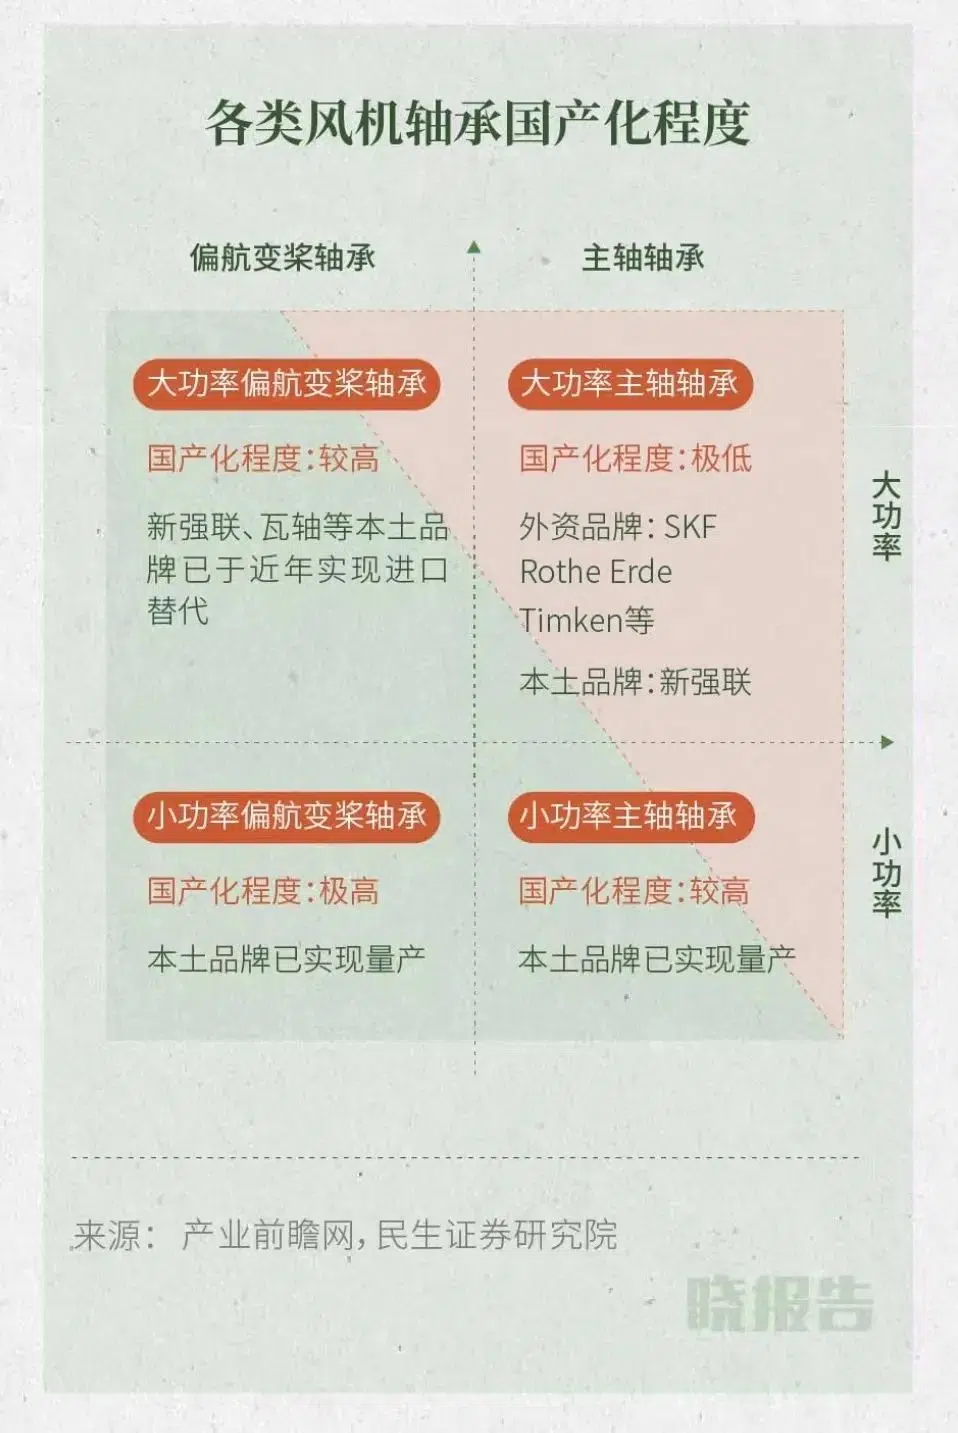 各类风机轴承国产化程度
偏航变桨轴承
主轴轴承
大功率偏航变桨轴承
国产化程度:较高
新强联、瓦轴等本土品
牌已于近年实现进口
替代
大功率主轴轴承
国产化程度:极低
外资品牌: SKF
Rothe Erde
Timken等
本土品牌:新强联
大功率
小功率偏航变桨轴承
国产化程度:极高
本土品牌已实现量产
小功率主轴轴承
国产化程度:较高
本土品牌已实现量产
小功率
来源: 产业前瞻网,民生证券研究院
晓报告